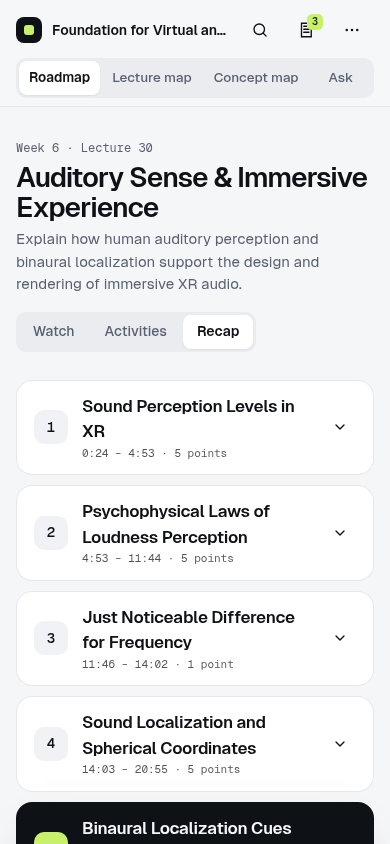 Foundation for Virtual an...
3
Roadmap
Lecture map
Concept map
Ask
Week 6 · Lecture 30
Auditory Sense & Immersive
Experience
Explain how human auditory perception and
binaural localization support the design and
rendering of immersive XR audio.
Watch
Activities
Recap
1
Sound Perception Levels in
XR
0:24 – 4:53 · 5 points
2
Psychophysical Laws of
Loudness Perception
4:53 – 11:44 · 5 points
3
Just Noticeable Difference
for Frequency
11:46 – 14:02 · 1 point
4
Sound Localization and
Spherical Coordinates
14:03 – 20:55 · 5 points
Binaural Localization Cues